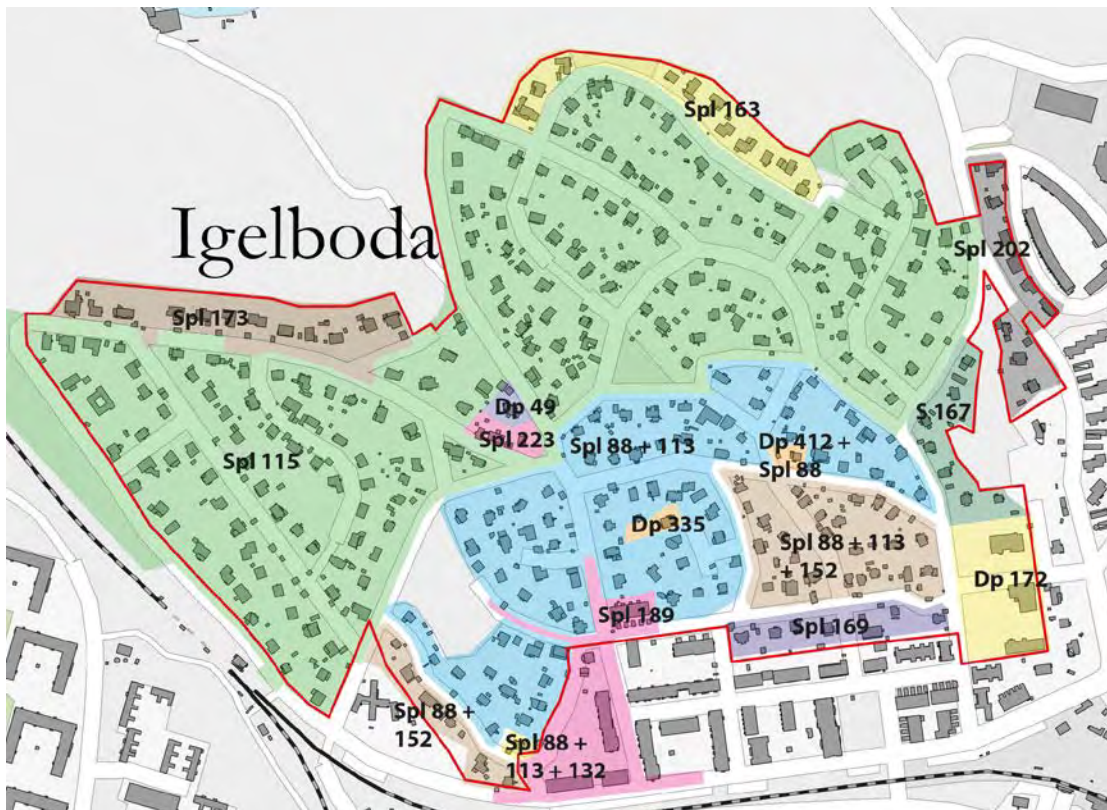 Spl 163
Igelboda
Spl 202
Spl 173
Dp 49
S 167
Spl 223
Spl 88 + 113
Dp 412 +
Spl 88
Spl 115
Dp 335
Spl 88 + 113
+ 152
Dp 172
Spl 189
Spl 169
Spl 88 +
152
Spl 88 +
113 + 132